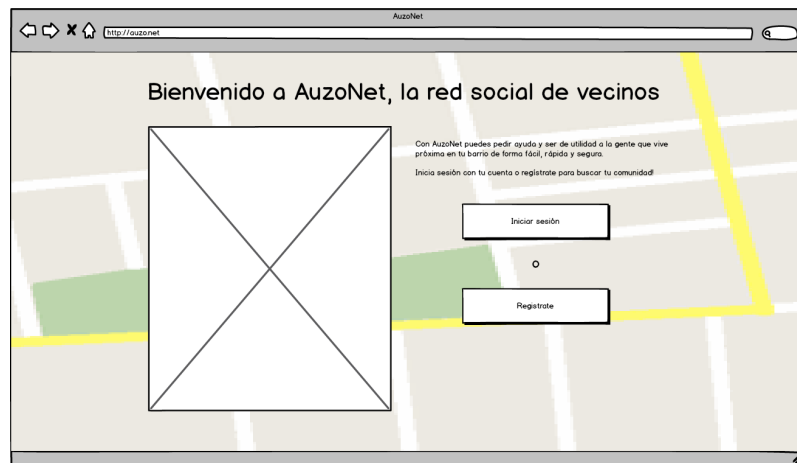 AuzoNet
http://auzo.net
Bienvenido a AuzoNet, la red social de vecinos
Con AuzoNet puedes pedir ayuda y ser de utilidad a la gente que vive
próxima en tu barrio de forma fácil, rápida y segura.
Inicia sesión con tu cuenta o regístrate para buscar tu comunidad!
Iniciar sesión
o
Registrate